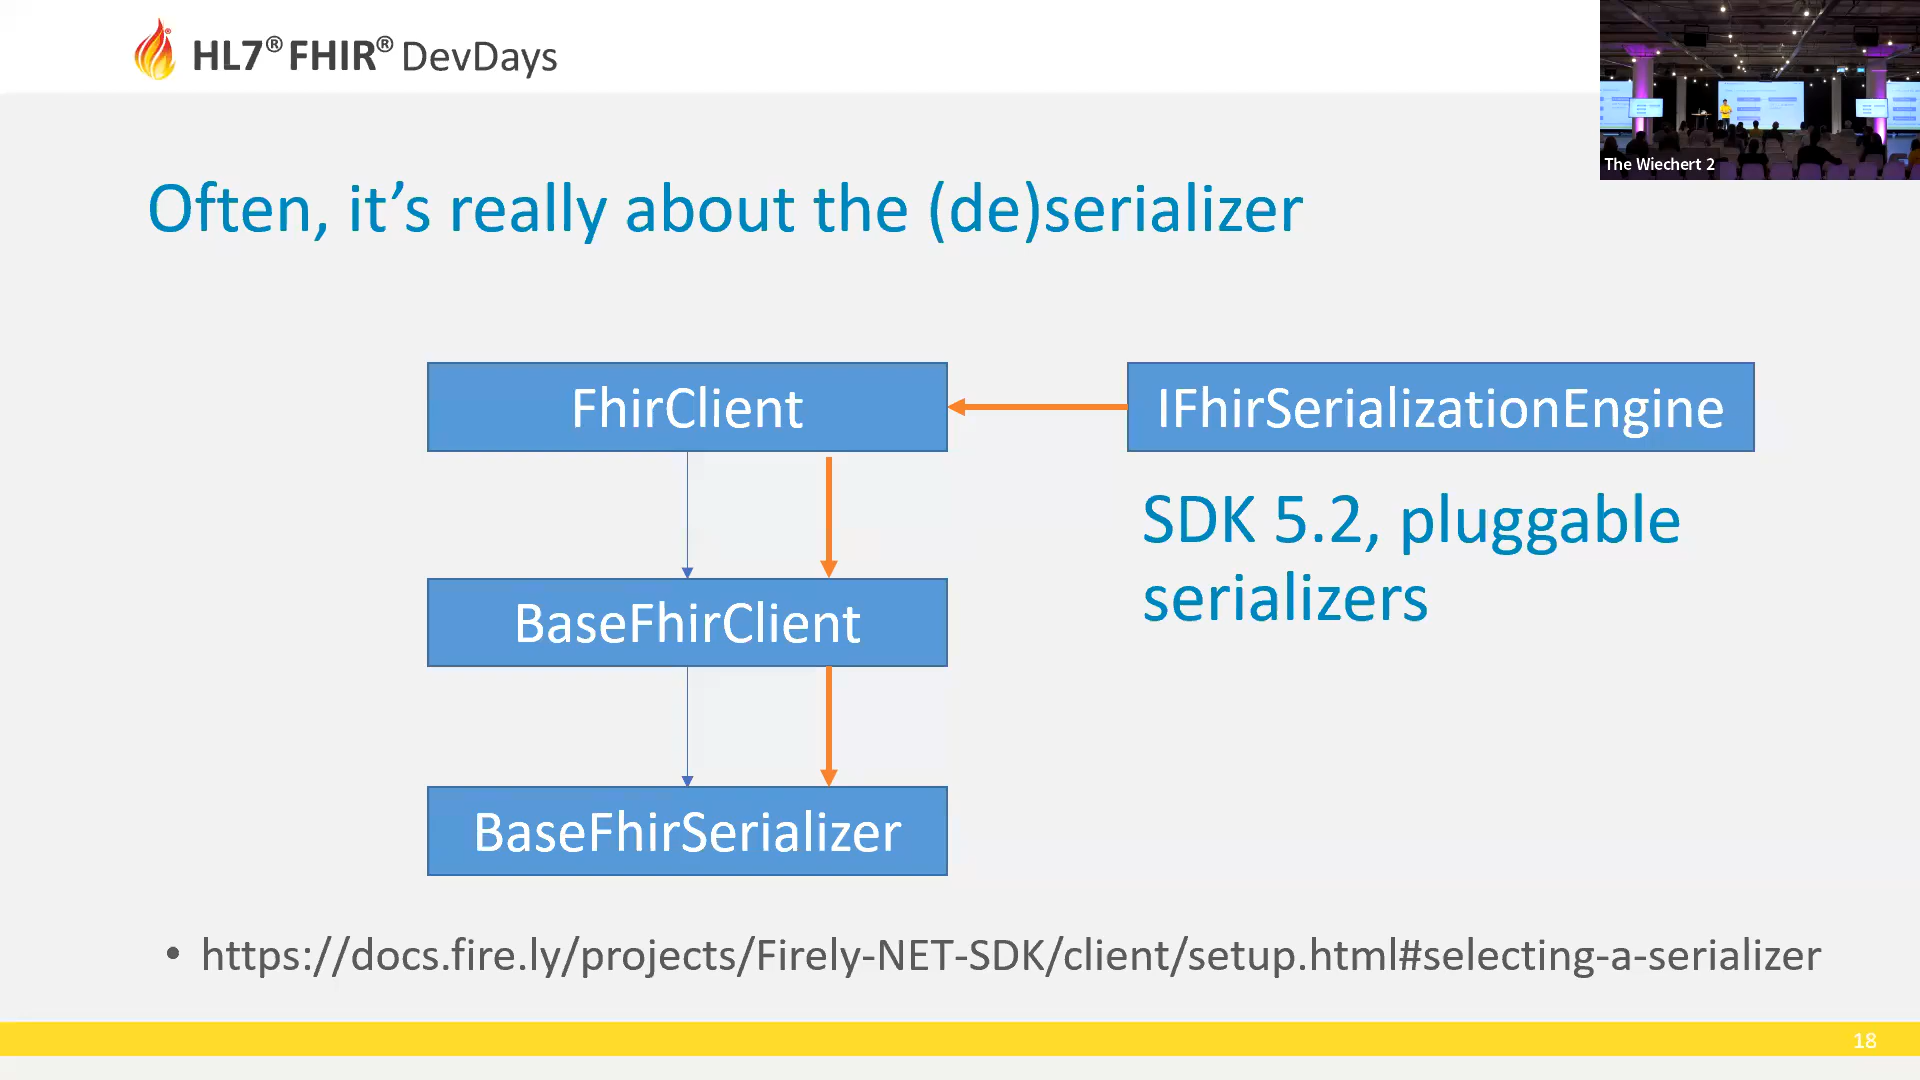 HL7® FHIR® DevDays
The Wiechert 2
Often, it’s really about the (de)serializer
FhirClient
IFhirSerializationEngine
SDK 5.2, pluggable
serializers
BaseFhirClient
BaseFhirSerializer
• https://docs.fire.ly/projects/Firely-NET-SDK/client/setup.html#selecting-a-serializer
18